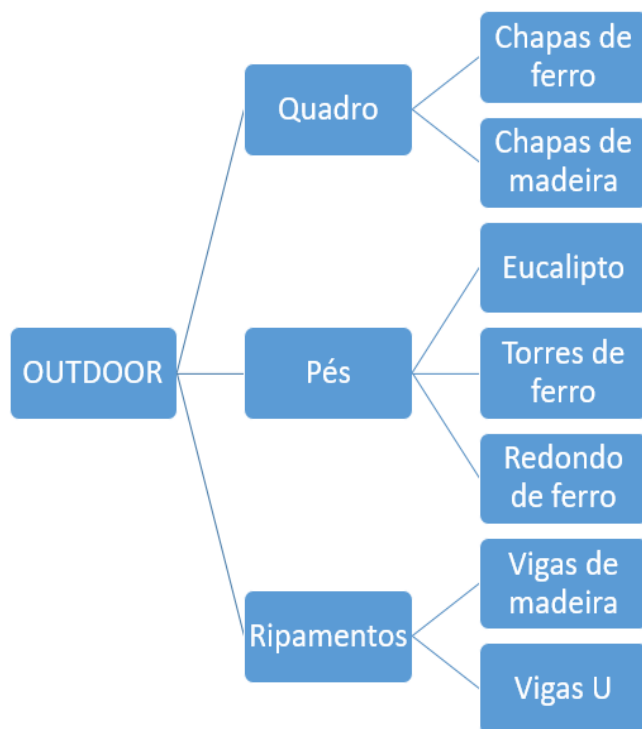 OUTDOOR
Quadro
Chapas de
ferro
Chapas de
madeira
Pés
Eucalipto
Torres de
ferro
Redondo
de ferro
Ripamentos
Vigas de
madeira
Vigas U